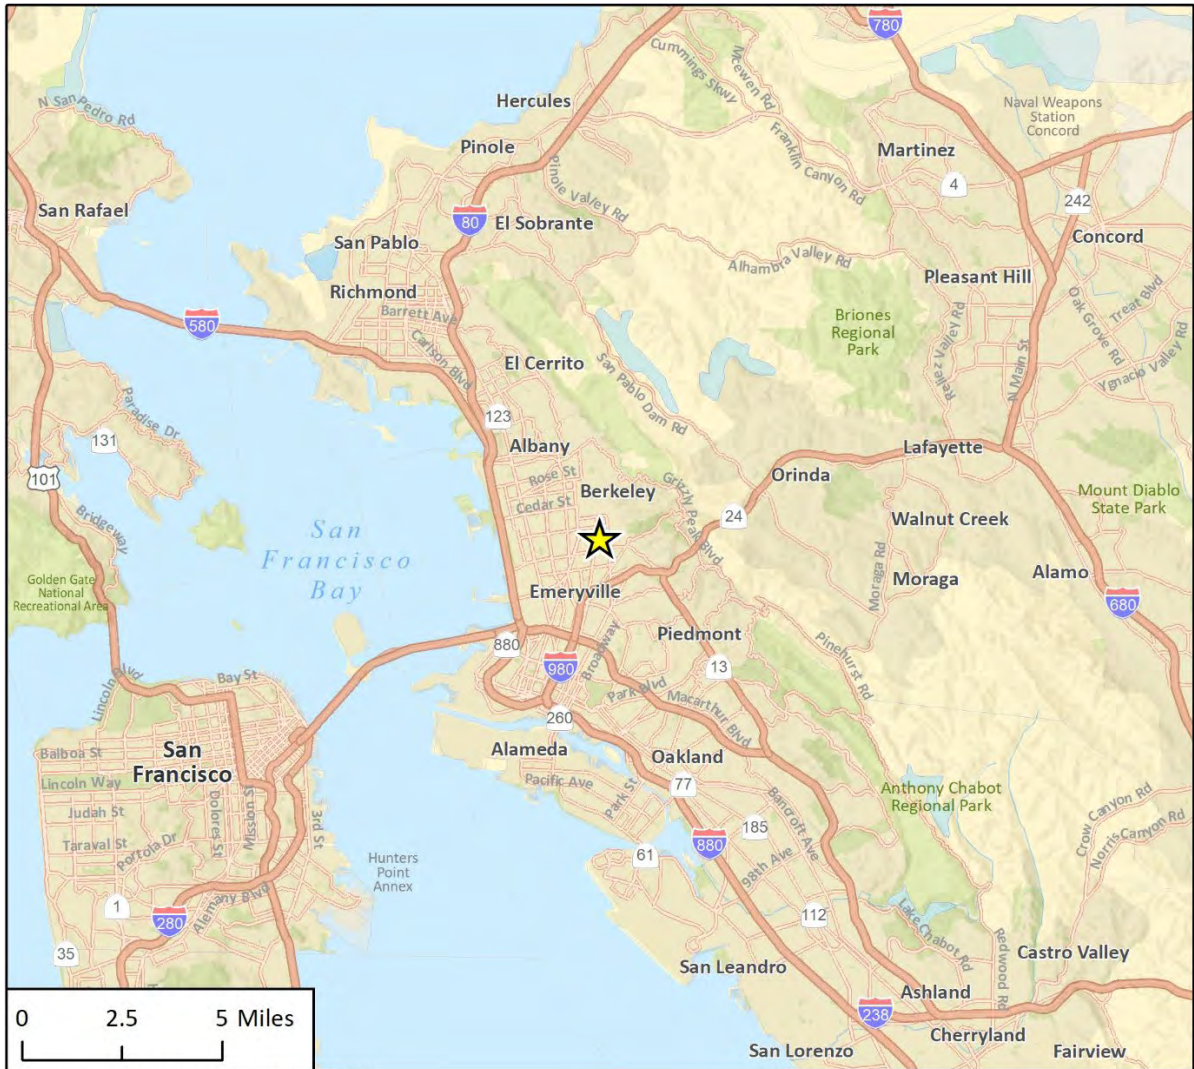 780
Cummings Skwy
Mcewen Rd
Hercules
Naval Weapons
Station
Concord
N San Pedro Rd
Franklin Canyon Rd
Pinole
Martinez
Pinole Valley Rd
4
242
San Rafael
80
El Sobrante
San Pablo
Concord
Alhambra Valley Rd
Pleasant Hill
Richmond
Barrett Ave
580
Briones
Regional
Park
Oak Grove Rd
Treat Blvd
Carlson Blvd
El Cerrito
San Pablo Dam Rd
Reliez Valley Rd
N Main St
Ygnacio Valley Rd
Paradise Dr
123
131
Albany
Lafayette
101
Rose St
Orinda
Cedar St
Berkeley
Grizzly Peak Blvd
Mount Diablo
State Park
Bridgeway
24
Walnut Creek
San
Francisco
Bay
Golden Gate
National
Recreational Area
Emeryville
Moraga Rd
Moraga
Alamo
680
880
Piedmont
Pinehurst Rd
Broadway
980
13
Lincoln Blvd
Bay St
Park Blvd
Macarthur Blvd
260
San
Francisco
Balboa St
Alameda
Oakland
Lincoln Way
Pacific Ave
77
Anthony Chabot
Regional Park
Judah St
Dolores St
Mission St
3rd St
Park St
Bancroft Ave
Crow Canyon Rd
Norris Canyon Rd
Taraval St
Portola Dr
185
880
61
98th Ave
Hunters
Point
Annex
1
280
Alemany Blvd
112
Lake Chabot Rd
Redwood Rd
35
San Leandro
Castro Valley
Ashland
238
Cherryland
0 2.5 5 Miles
San Lorenzo
Fairview